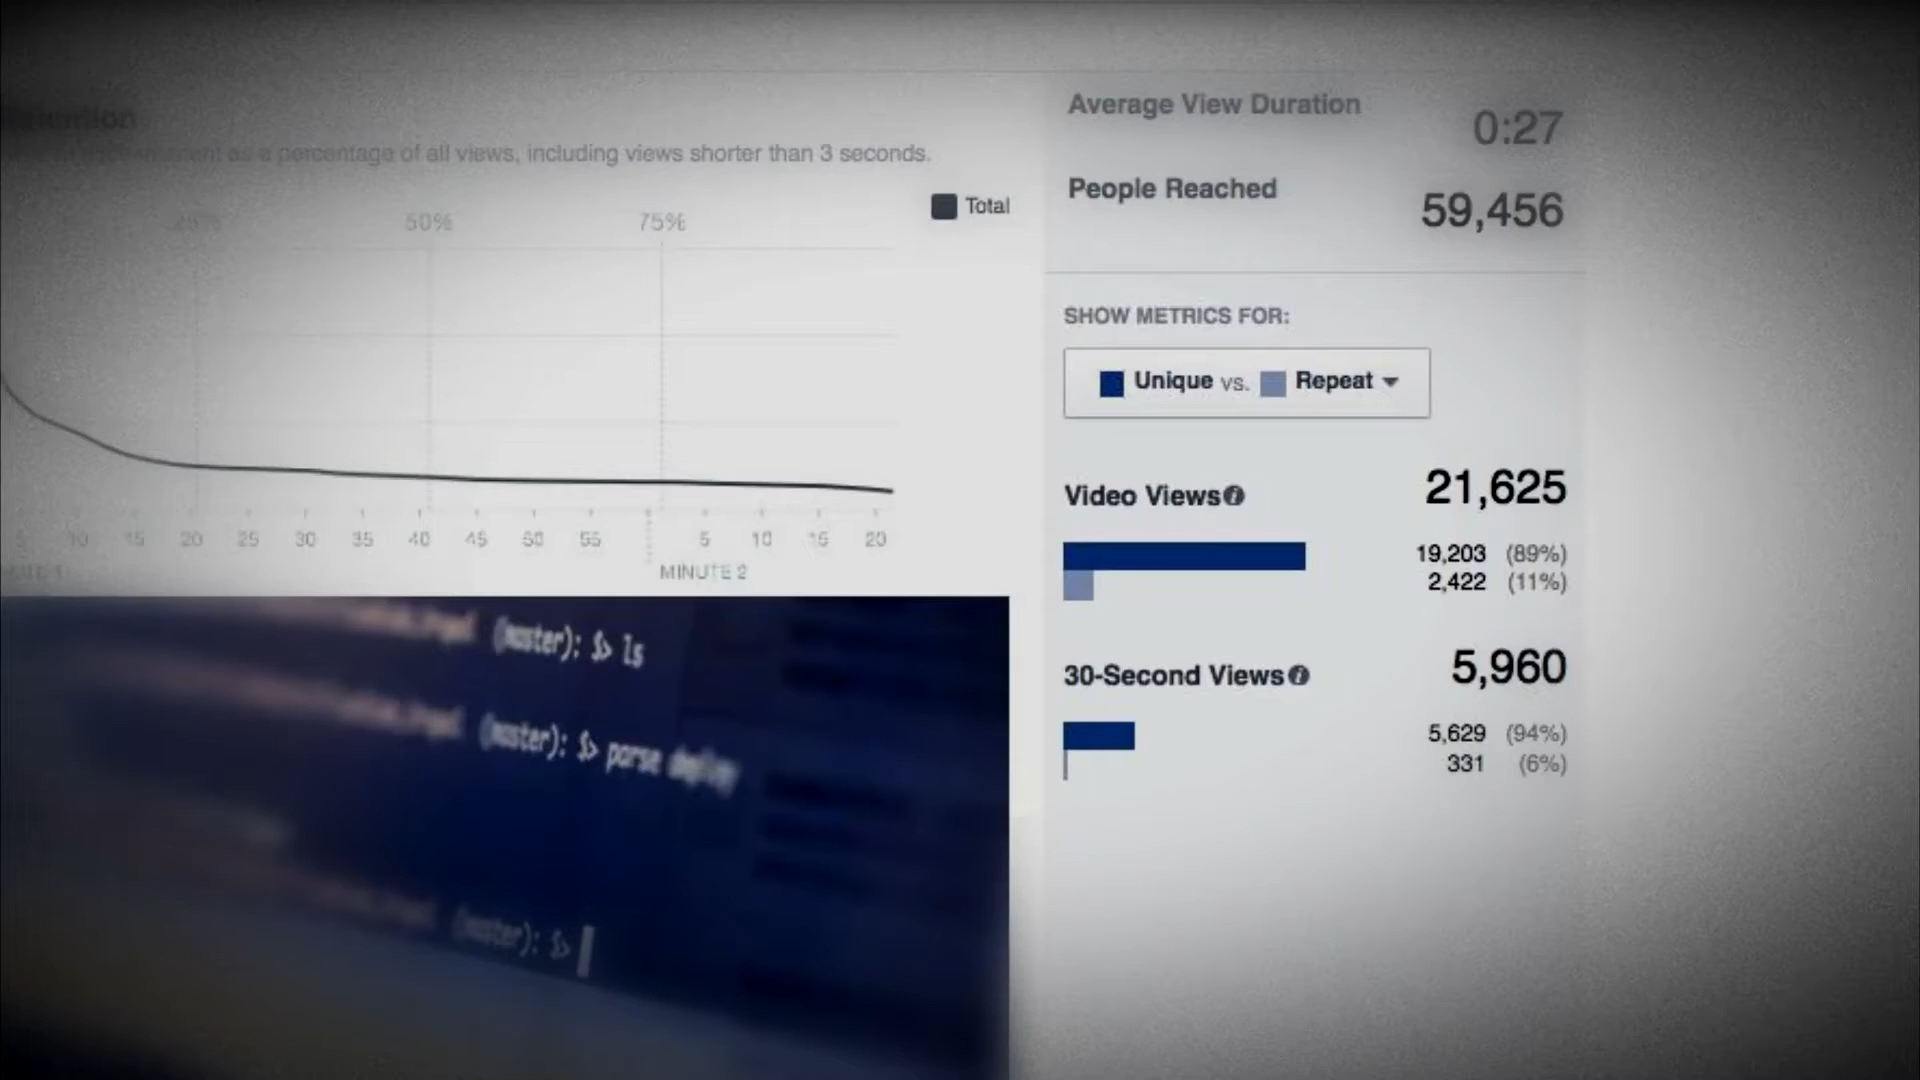 as a percentage of all views, including views shorter than 3 seconds.
Total
50%
75%
5 10 15 20 25 30 35 40 45 50 55 5 10 15 20
MINUTE 2
Average View Duration
0:27
People Reached
59,456
SHOW METRICS FOR:
Unique vs. Repeat
Video Views
21,625
19,203 (89%)
2,422 (11%)
30-Second Views
5,960
5,629 (94%)
331 (6%)
(master): $> ls
(master): $> parse deploy
(master): $>